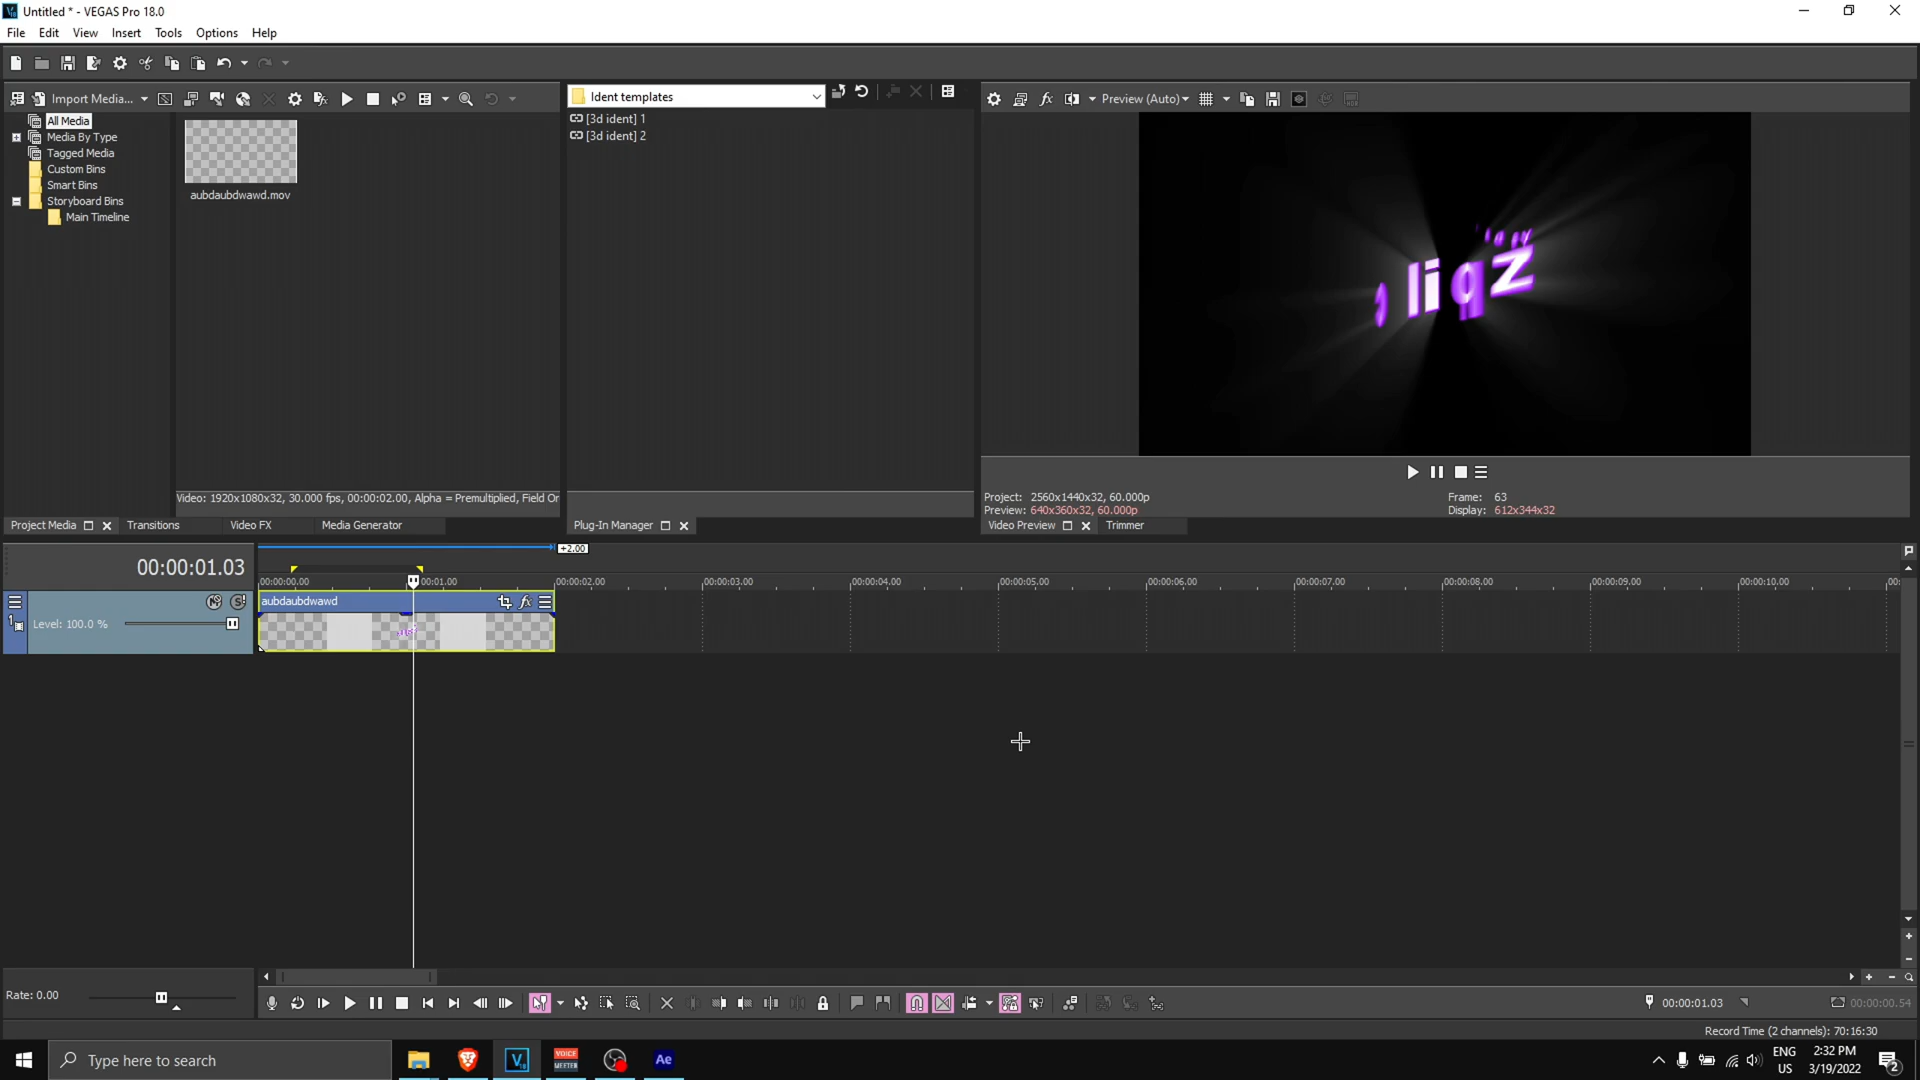 Untitled * - VEGAS Pro 18.0
File Edit View Insert Tools Options Help
Import Media...
All Media
Media By Type
Tagged Media
Custom Bins
Smart Bins
Storyboard Bins
Main Timeline
aubdaubdwawd.mov
Video: 1920x1080x32, 30.000 fps, 00:00:02.00, Alpha = Premultiplied, Field Or
Project Media Transitions Video FX Media Generator
Ident templates
[3d ident] 1
[3d ident] 2
Plug-In Manager
Preview (Auto)
liqz
Project: 2560x1440x32, 60.000p
Preview: 640x360x32, 60.000p
Frame: 63
Display: 612x344x32
Video Preview Trimmer
00:00:01.03
+2.00
00:00:00.00 00:00:01.00 00:00:02.00 00:00:03.00 00:00:04.00 00:00:05.00 00:00:06.00 00:00:07.00 00:00:08.00 00:00:09.00 00:00:10.00 00:
1
Level: 100.0 %
aubdaubdwawd
Rate: 0.00
00:00:01.03
00:00:00.54
Record Time (2 channels): 70:16:30
Type here to search
VOICE
MEETER
Ae
ENG
US
2:32 PM
3/19/2022
2